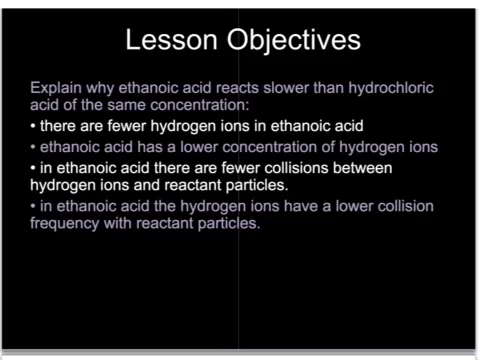 Lesson Objectives
Explain why ethanoic acid reacts slower than hydrochloric
acid of the same concentration:
• there are fewer hydrogen ions in ethanoic acid
• ethanoic acid has a lower concentration of hydrogen ions
• in ethanoic acid there are fewer collisions between
hydrogen ions and reactant particles.
• in ethanoic acid the hydrogen ions have a lower collision
frequency with reactant particles.